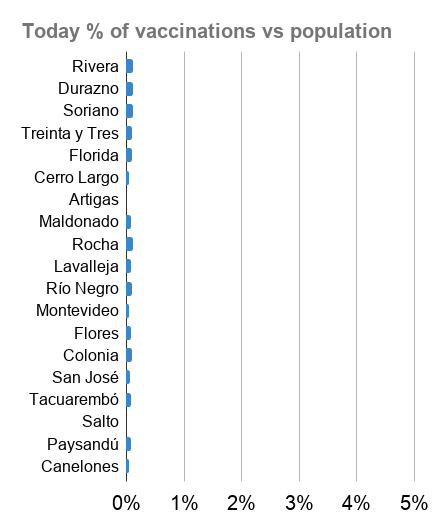 Today % of vaccinations vs population
Rivera
Durazno
Soriano
Treinta y Tres
Florida
Cerro Largo
Artigas
Maldonado
Rocha
Lavalleja
Río Negro
Montevideo
Flores
Colonia
San José
Tacuarembó
Salto
Paysandú
Canelones
0% 1% 2% 3% 4% 5%